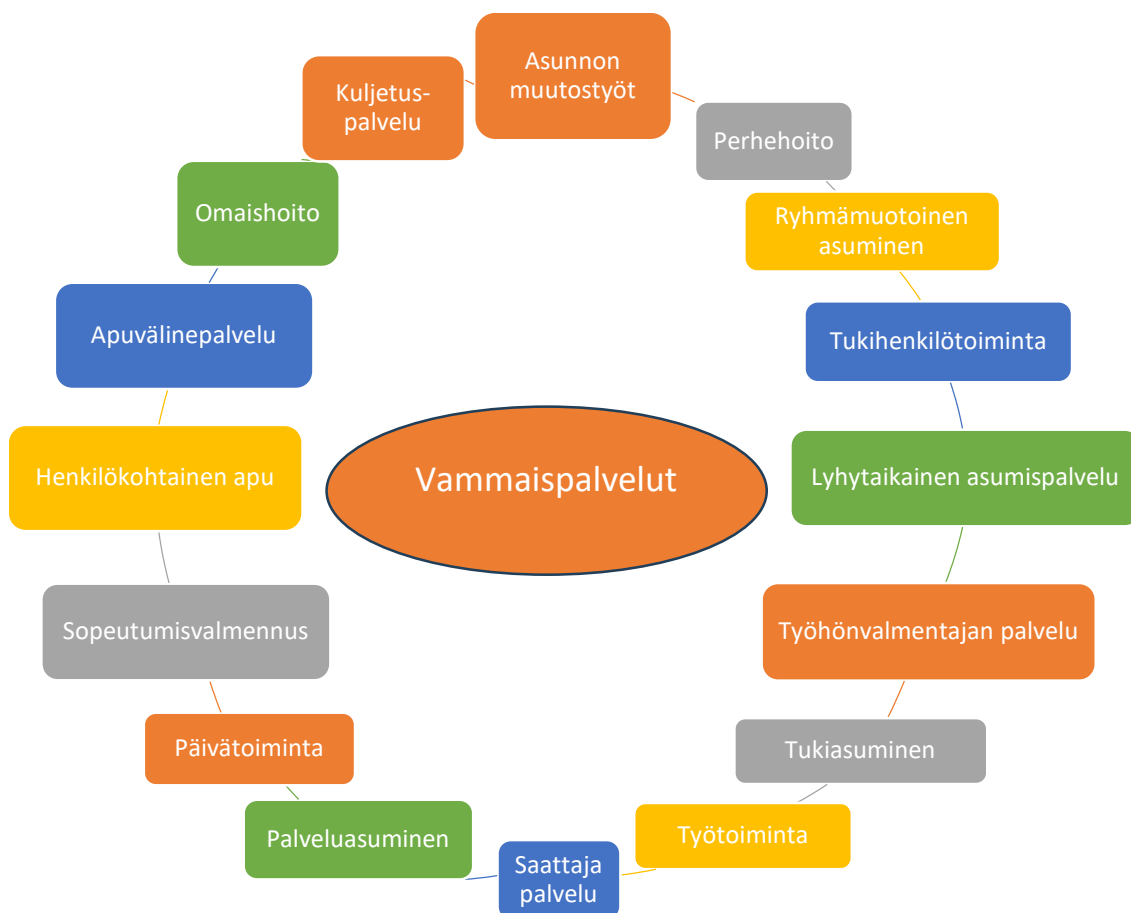 Asunnon
muutostyöt
Perhehoito
Ryhmämuotoinen
asuminen
Tukihenkilötoiminta
Lyhytaikainen asumispalvelu
Työhönvalmentajan palvelu
Tukiasuminen
Työtoiminta
Saattaja
palvelu
Palveluasuminen
Päivätoiminta
Sopeutumisvalmennus
Henkilökohtainen apu
Apuvälinepalvelu
Omaishoito
Kuljetus-
palvelu
Vammaispalvelut